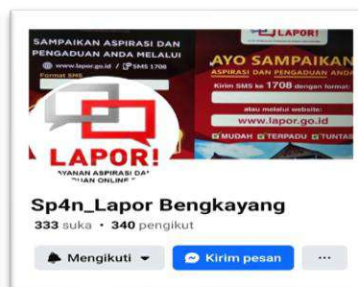 SAMPAIKAN ASPIRASI DAN
PENGADUAN ANDA MELALUI
www.lapor.go.id / SMS 1708
Format SMS
LAPOR!
AYO SAMPAIKAN
ASPIRASI DAN PENGADUAN ANDA
Kirim SMS ke 1708 dengan format:
atau melalui website:
www.lapor.go.id
MUDAH TERPADU TUNTAS
LAPOR!
ONLINE
Sp4n_Lapor Bengkayang
333 suka • 340 pengikut
Mengikuti
Kirim pesan